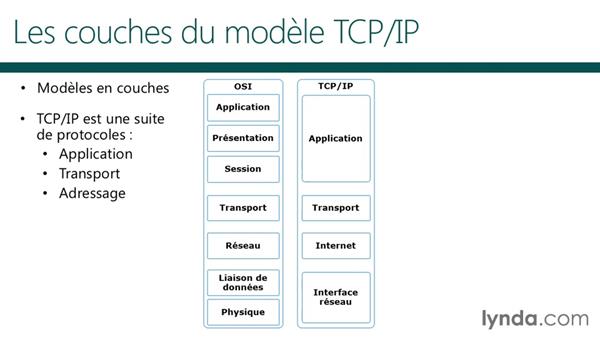 Les couches du modèle TCP/IP
• Modèles en couches
• TCP/IP est une suite
de protocoles :
• Application
• Transport
• Adressage
OSI
Application
Présentation
Session
Transport
Réseau
Liaison de
données
Physique
TCP/IP
Application
Transport
Internet
Interface
réseau
lynda.com